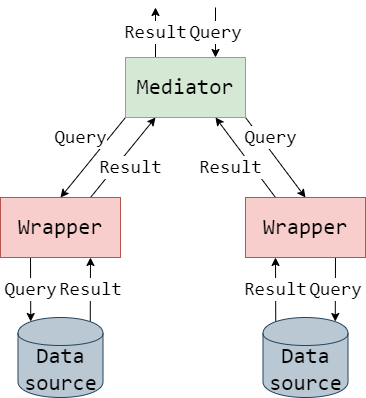 Result Query
Mediator
Query Query
Result Result
Wrapper Wrapper
Query Result Result Query
Data Data
source source